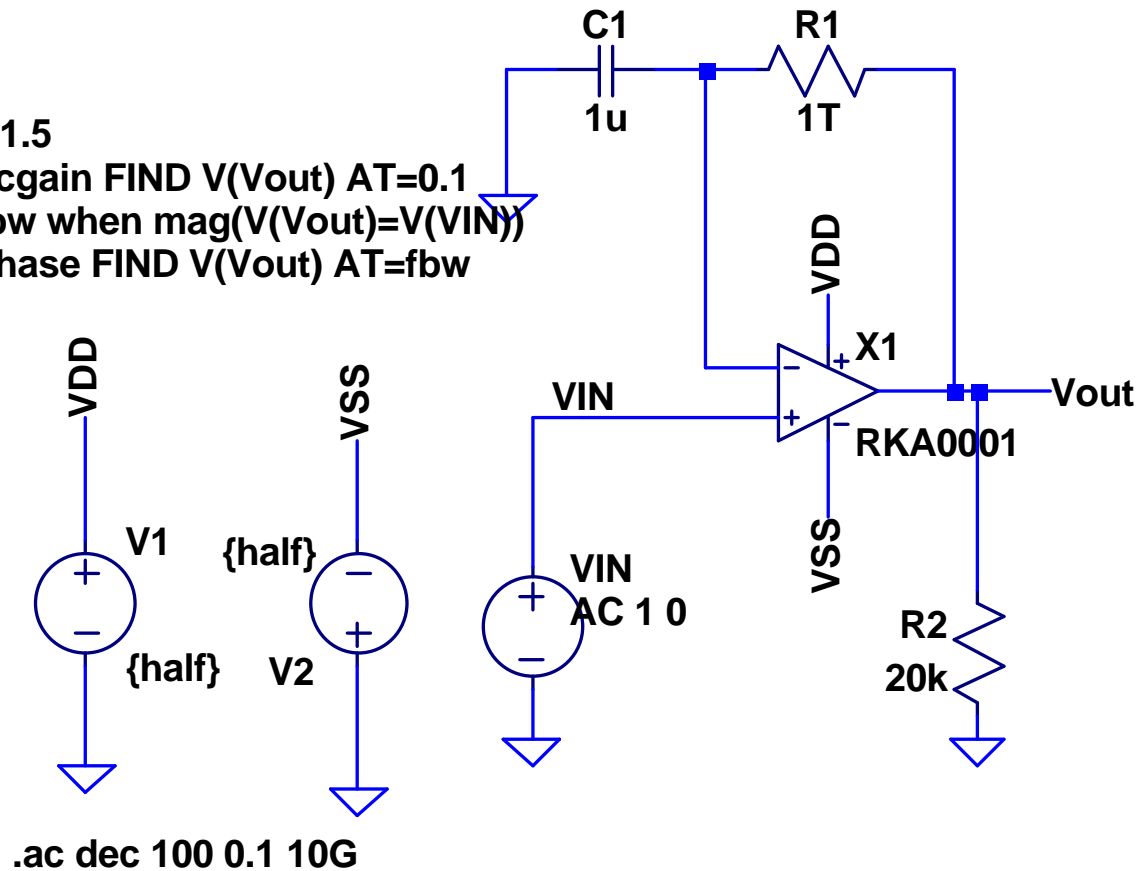 C1
R1
1u
1T
1.5
cgain FIND V(Vout) AT=0.1
ow when mag(V(Vout)=V(VIN))
hase FIND V(Vout) AT=fbw
VDD
VDD
VSS
X1
VIN
Vout
RKA0001
V1
{half}
VIN
AC 1 0
VSS
{half}
V2
R2
20k
.ac dec 100 0.1 10G